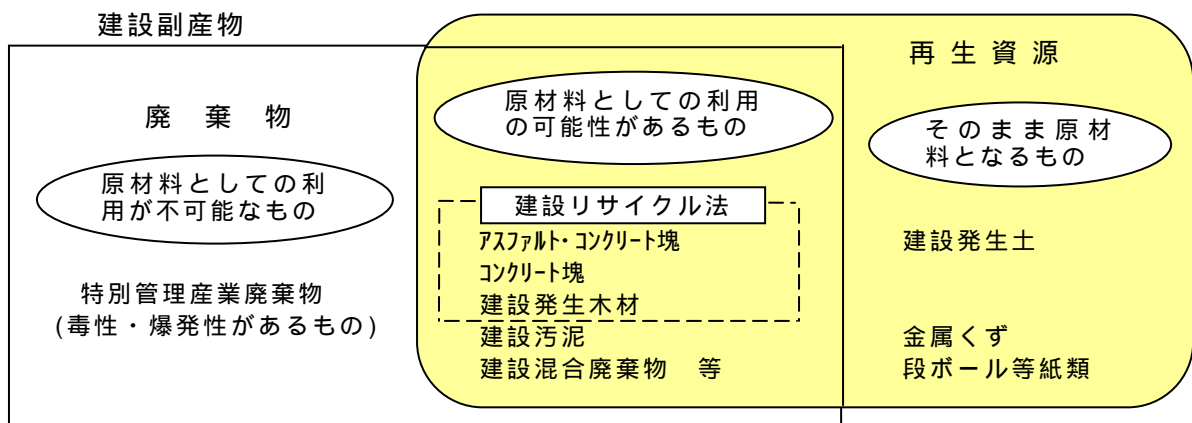 建設副産物
廃棄物
原材料としての利
用が不可能なもの
特別管理産業廃棄物
(毒性・爆発性があるもの)
原材料としての利用
の可能性があるもの
建設リサイクル法
ｱｽﾌｧﾙﾄ・ｺﾝｸﾘｰﾄ塊
ｺﾝｸﾘｰﾄ塊
建設発生木材
建設汚泥
建設混合廃棄物　等
再生資源
そのまま原材
料となるもの
建設発生土
金属くず
段ボール等紙類